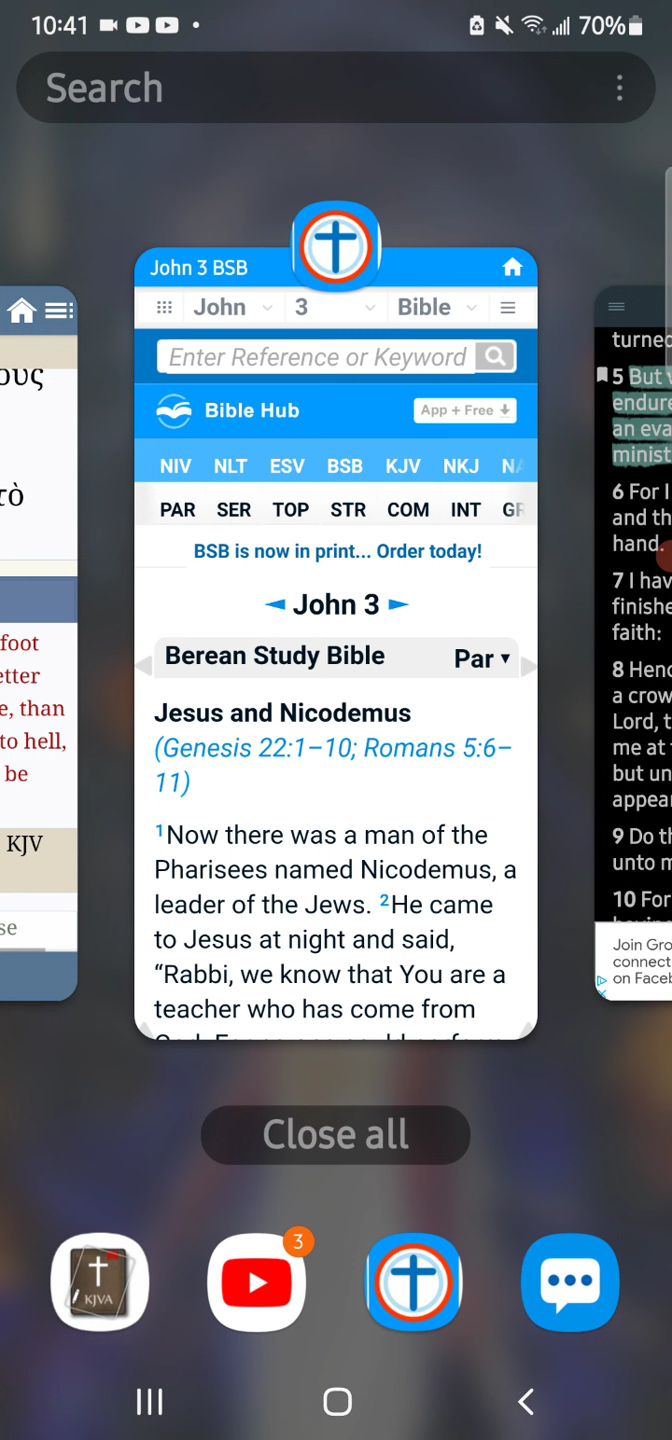 10:41
70%
Search
John 3 BSB
John 3 Bible
Enter Reference or Keyword
Bible Hub App + Free
NIV NLT ESV BSB KJV NKJ
PAR SER TOP STR COM INT
BSB is now in print... Order today!
John 3
Berean Study Bible Par
Jesus and Nicodemus
(Genesis 22:1–10; Romans 5:6–
11)
1Now there was a man of the
Pharisees named Nicodemus, a
leader of the Jews. 2He came
to Jesus at night and said,
“Rabbi, we know that You are a
teacher who has come from
ους
τὸ
foot
etter
e, than
to hell,
be
KJV
se
turned
5 But
endure
an eva
minist
6 For I
and th
hand.
7 I hav
finishe
faith:
8 Henc
a crow
Lord, t
me at
but un
appea
9 Do th
unto m
10 For
Join Gro
connect
on Faceb
Close all
KJVA
3